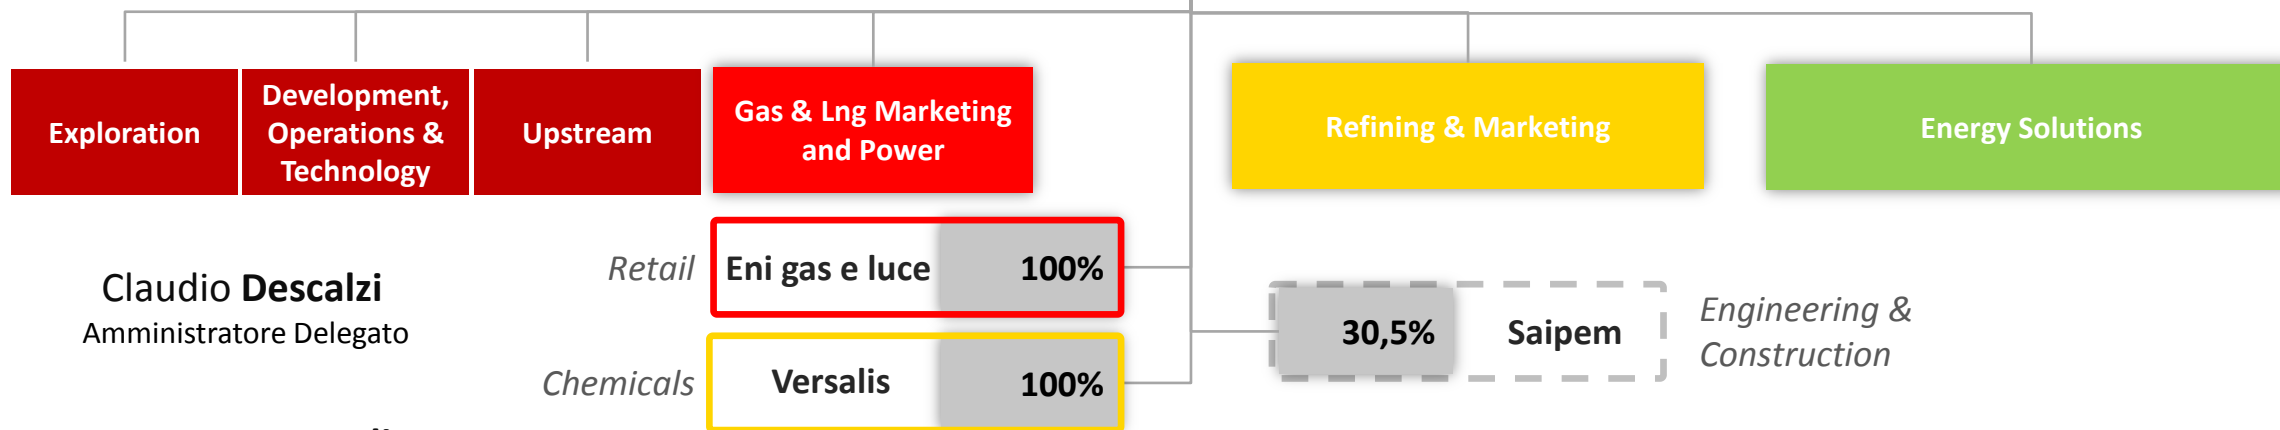 Exploration
Development,
Operations &
Technology
Upstream
Gas & Lng Marketing
and Power
Refining & Marketing
Energy Solutions
Claudio Descalzi
Amministratore Delegato
Retail
Eni gas e luce
100%
Chemicals
Versalis
100%
30,5%
Saipem
Engineering &
Construction